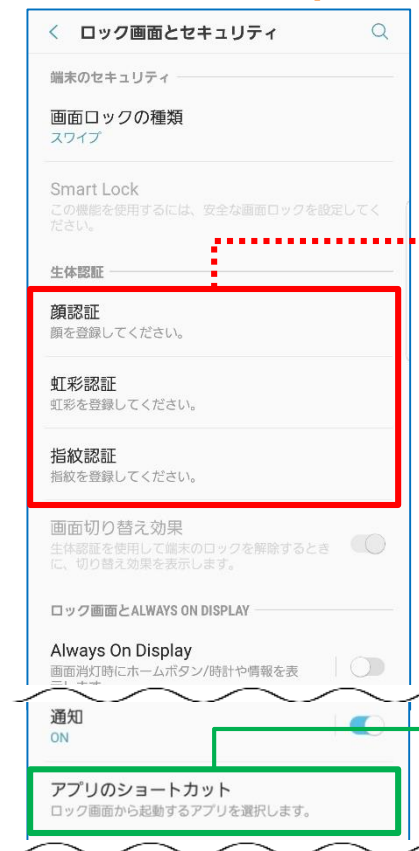 ロック画面とセキュリティ
端末のセキュリティ
画面ロックの種類
スワイプ
Smart Lock
この機能を使用するには、安全な画面ロックを設定してく
ださい。
生体認証
顔認証
顔を登録してください。
虹彩認証
虹彩を登録してください。
指紋認証
指紋を登録してください。
画面切り替え効果
生体認証を使用して端末のロックを解除するとき
に、切り替え効果を表示します。
ロック画面とALWAYS ON DISPLAY
Always On Display
画面消灯時にホームボタン/時計や情報を表
通知
ON
アプリのショートカット
ロック画面から起動するアプリを選択します。